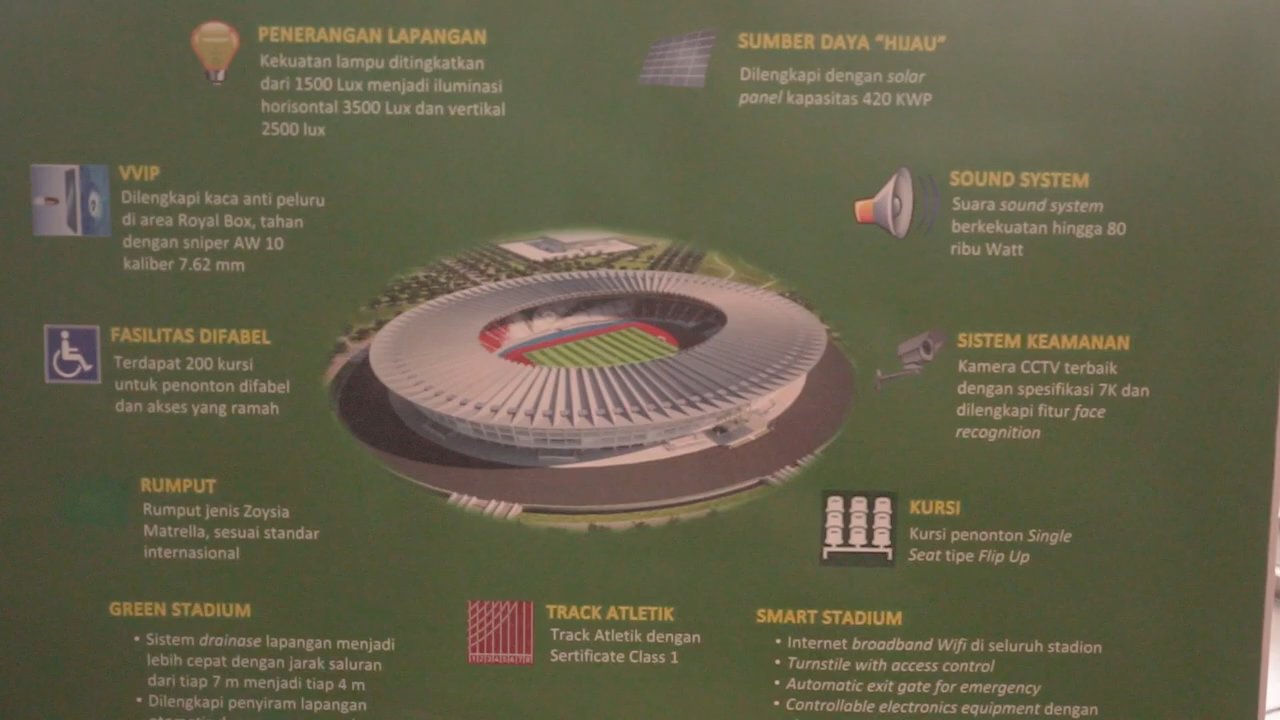 PENERANGAN LAPANGAN
Kekuatan lampu ditingkatkan
dari 1500 Lux menjadi iluminasi
horisontal 3500 Lux dan vertikal
2500 lux
SUMBER DAYA "HIJAU"
Dilengkapi dengan solar
panel kapasitas 420 KWP
VVIP
Dilengkapi kaca anti peluru
di area Royal Box, tahan
dengan sniper AW 10
kaliber 7.62 mm
SOUND SYSTEM
Suara sound system
berkekuatan hingga 80
ribu Watt
FASILITAS DIFABEL
Terdapat 200 kursi
untuk penonton difabel
dan akses yang ramah
SISTEM KEAMANAN
Kamera CCTV terbaik
dengan spesifikasi 7K dan
dilengkapi fitur face
recognition
RUMPUT
Rumput jenis Zoysia
Matrella, sesuai standar
internasional
KURSI
Kursi penonton Single
Seat tipe Flip Up
GREEN STADIUM
• Sistem drainase lapangan menjadi
lebih cepat dengan jarak saluran
dari tiap 7 m menjadi tiap 4 m
• Dilengkapi penyiram lapangan
TRACK ATLETIK
Track Atletik dengan
Sertificate Class 1
SMART STADIUM
• Internet broadband Wifi di seluruh stadion
• Turnstile with access control
• Automatic exit gate for emergency
• Controllable electronics equipment dengan